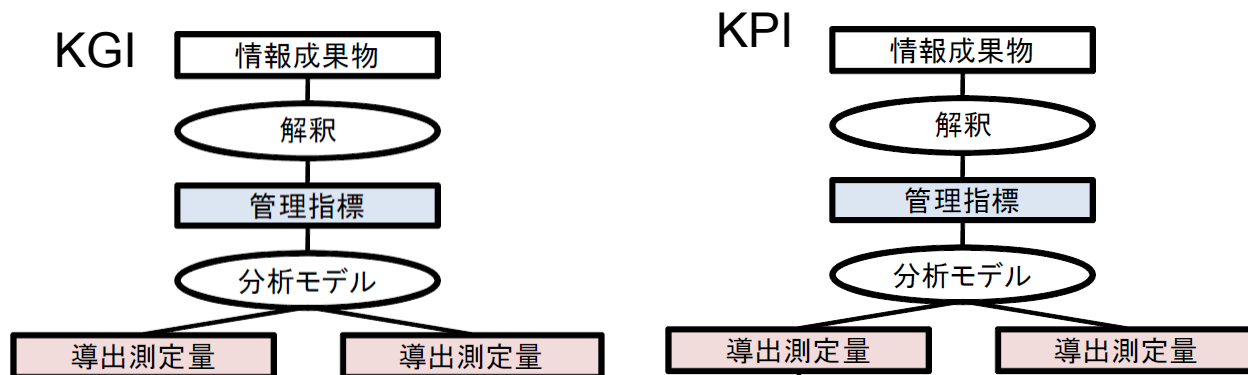 KGI
情報成果物
解釈
管理指標
分析モデル
導出測定量
導出測定量
KPI
情報成果物
解釈
管理指標
分析モデル
導出測定量
導出測定量